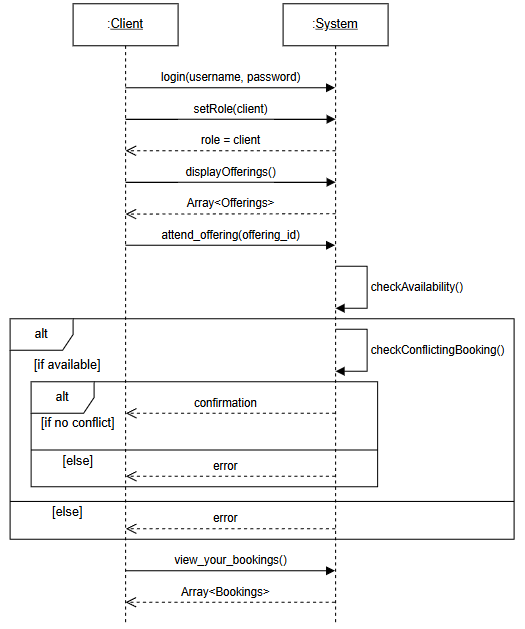 :Client
:System
login(username, password)
setRole(client)
role = client
displayOfferings()
Array<Offerings>
attend_offering(offering_id)
checkAvailability()
alt
checkConflictingBooking()
[if available]
alt
confirmation
[if no conflict]
[else]
error
[else]
error
view_your_bookings()
Array<Bookings>